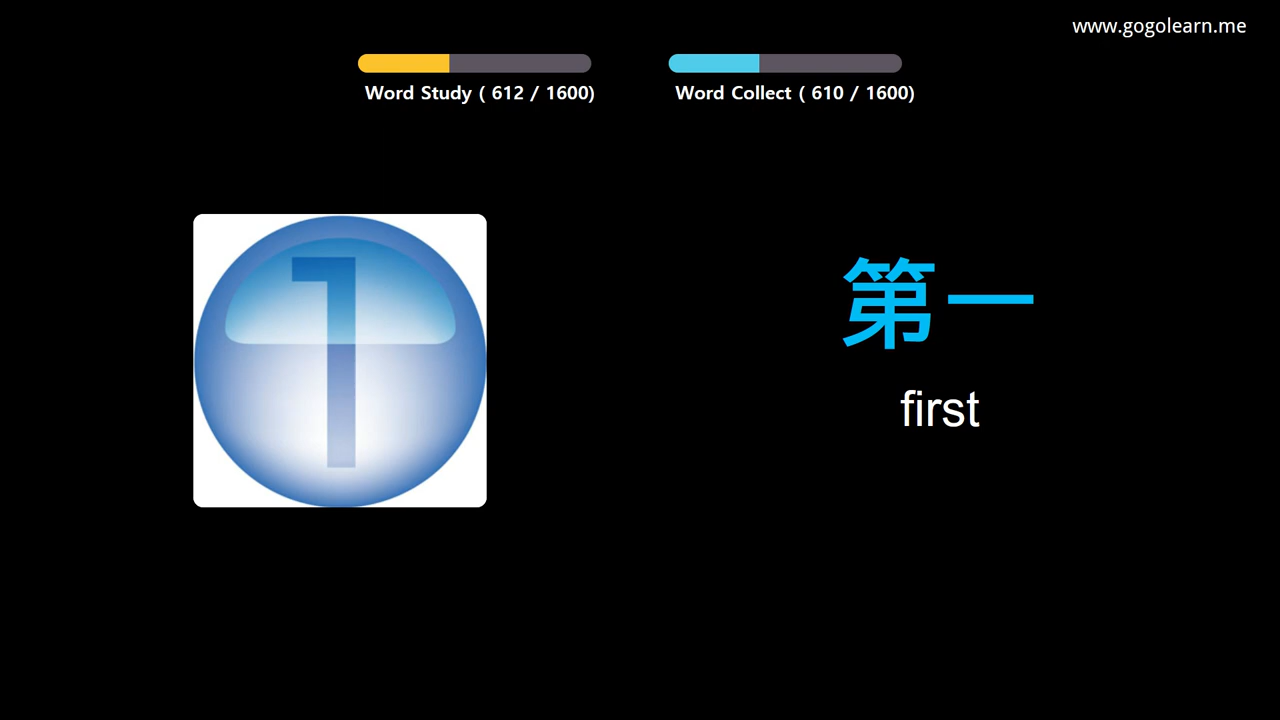 www.gogolearn.me
Word Study ( 612 / 1600)
Word Collect ( 610 / 1600)
1
第一
first